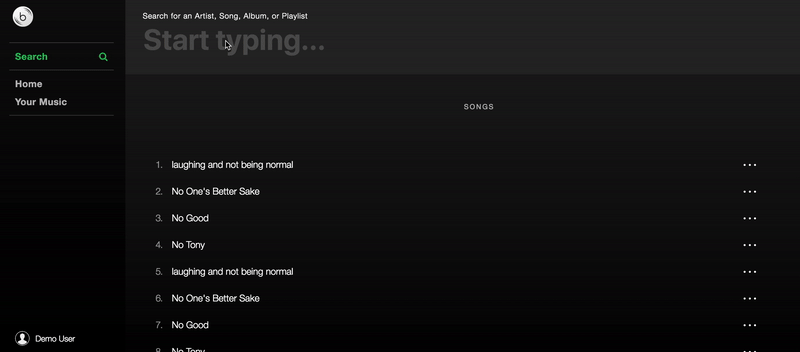 b
Search for an Artist, Song, Album, or Playlist
Start typing...
Search
Home
Your Music
SONGS
1. laughing and not being normal
2. No One's Better Sake
3. No Good
4. No Tony
5. laughing and not being normal
6. No One's Better Sake
7. No Good
8. No Tony
Demo User